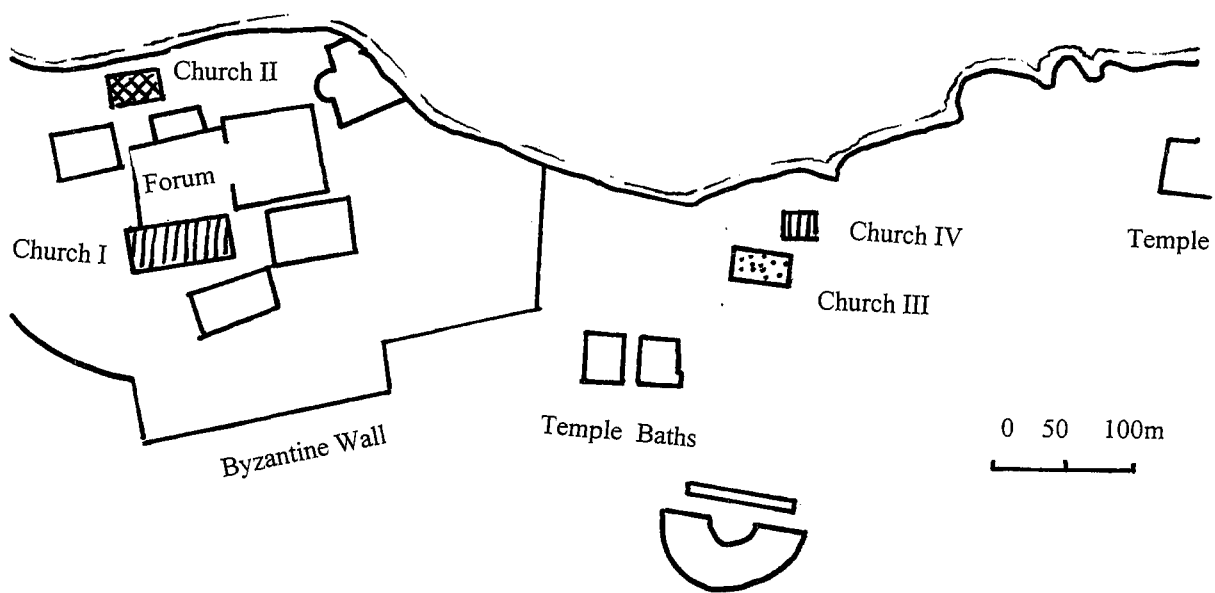 Church II
Forum
Church I
Church IV
Temple
Church III
Temple Baths
Byzantine Wall
0 50 100m